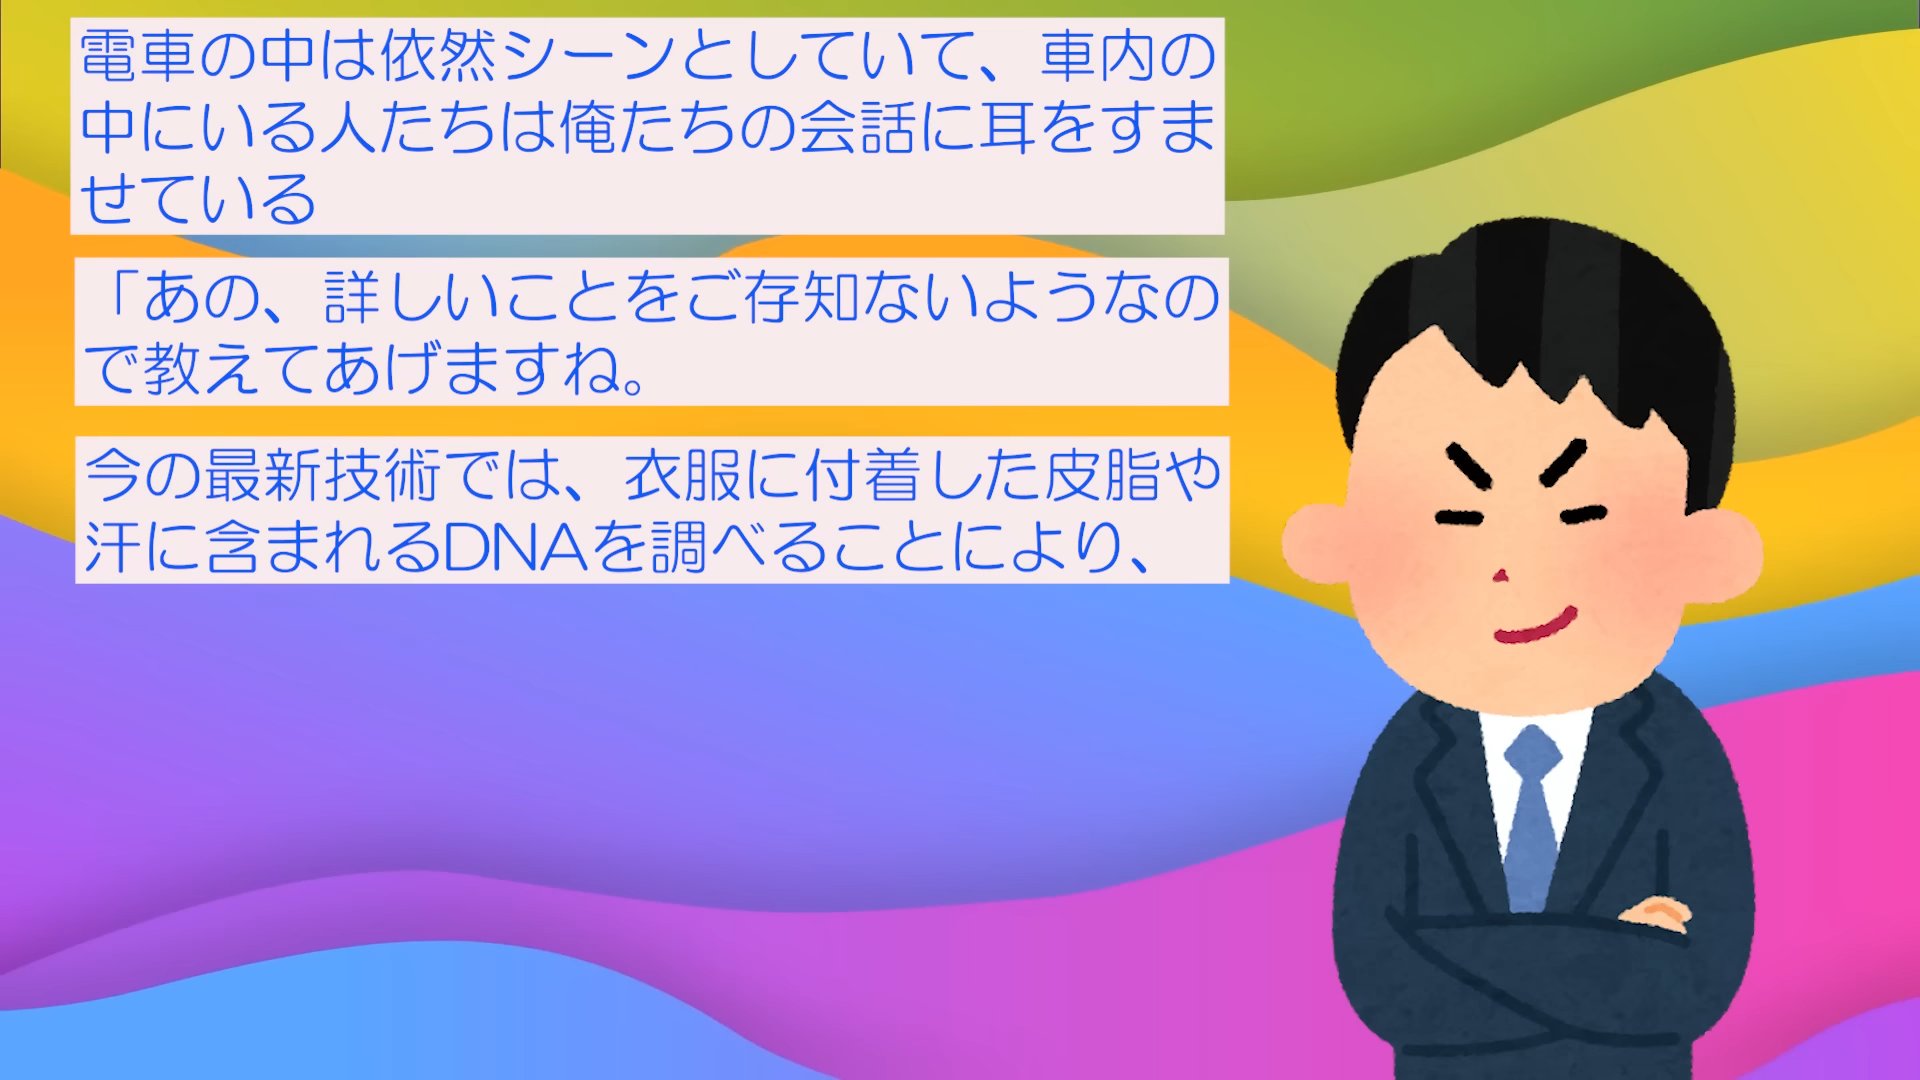 電車の中は依然シーンとしていて、車内の
中にいる人たちは俺たちの会話に耳をすま
せている
「あの、詳しいことをご存知ないようなの
で教えてあげますね。
今の最新技術では、衣服に付着した皮脂や
汗に含まれるDNAを調べることにより、